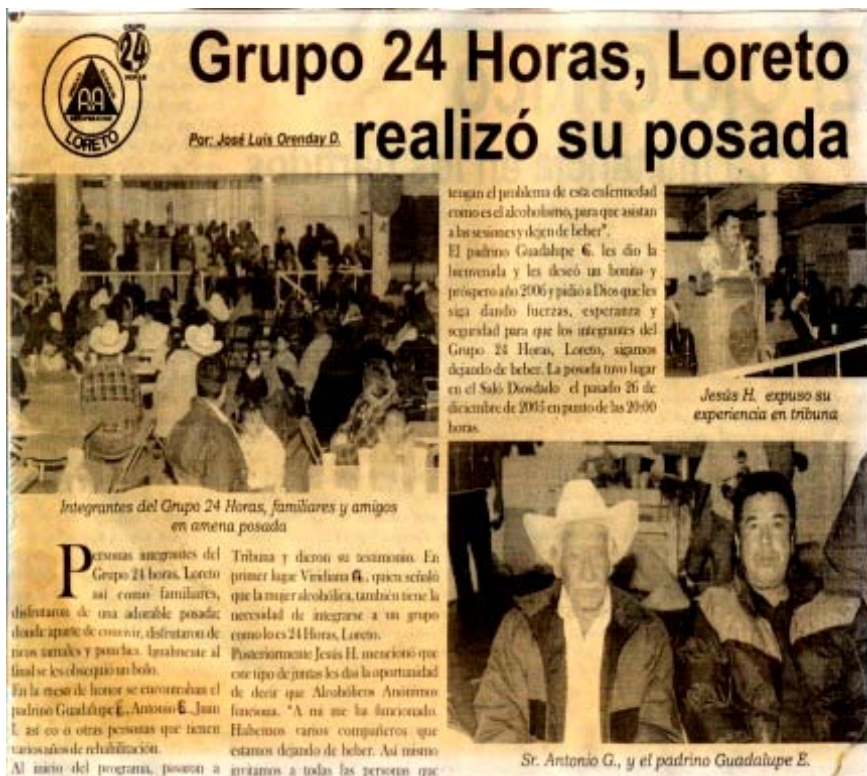 GRUPO
24
HORAS
AA
LORETO
Grupo 24 Horas, Loreto
realizó su posada
Por: José Luis Orenday D.
Integrantes del Grupo 24 Horas, familiares y amigos
en amena posada
Personas integrantes del
Grupo 24 horas, Loreto
así como familiares,
disfrutaron de una adorable posada;
donde aparte de convivir, disfrutaron de
ricos tamales y ponche. Igualmente al
final se les obsequió un bolo.
En la mesa de honor se encontraban el
padrino Guadalupe E., Antonio G., Juan
así co o otras personas que tienen
varios años de rehabilitación.
Al inicio del programa, pasaron a
Tribuna y dieron su testimonio. En
primer lugar Viridiana G., quien señaló
que la mujer alcohólica, también tiene la
necesidad de integrarse a un grupo
como lo es 24 Horas, Loreto.
Posteriormente Jesús H. mencionó que
este tipo de juntas les das la oportunidad
de decir que Alcohólicos Anónimos
funciona. "A mi me ha funcionado.
Habemos varios compañeros que
estamos dejando de beber. Así mismo
invitamos a todas las personas que
tengan el problema de esta enfermedad
como es el alcoholismo, para que asistan
a las sesiones y dejen de beber".
El padrino Guadalupe E. les dio la
bienvenida y les deseó un bonito y
próspero año 2006 y pidió a Dios que les
siga dando fuerzas, esperanza y
seguridad para que los integrantes del
Grupo 24 Horas, Loreto, sigamos
dejando de beber. La posada tuvo lugar
en el Saló Diosdado el pasado 26 de
diciembre de 2005 en punto de las 20:00
horas.
Jesús H. expuso su
experiencia en tribuna
Sr. Antonio G., y el padrino Guadalupe E.